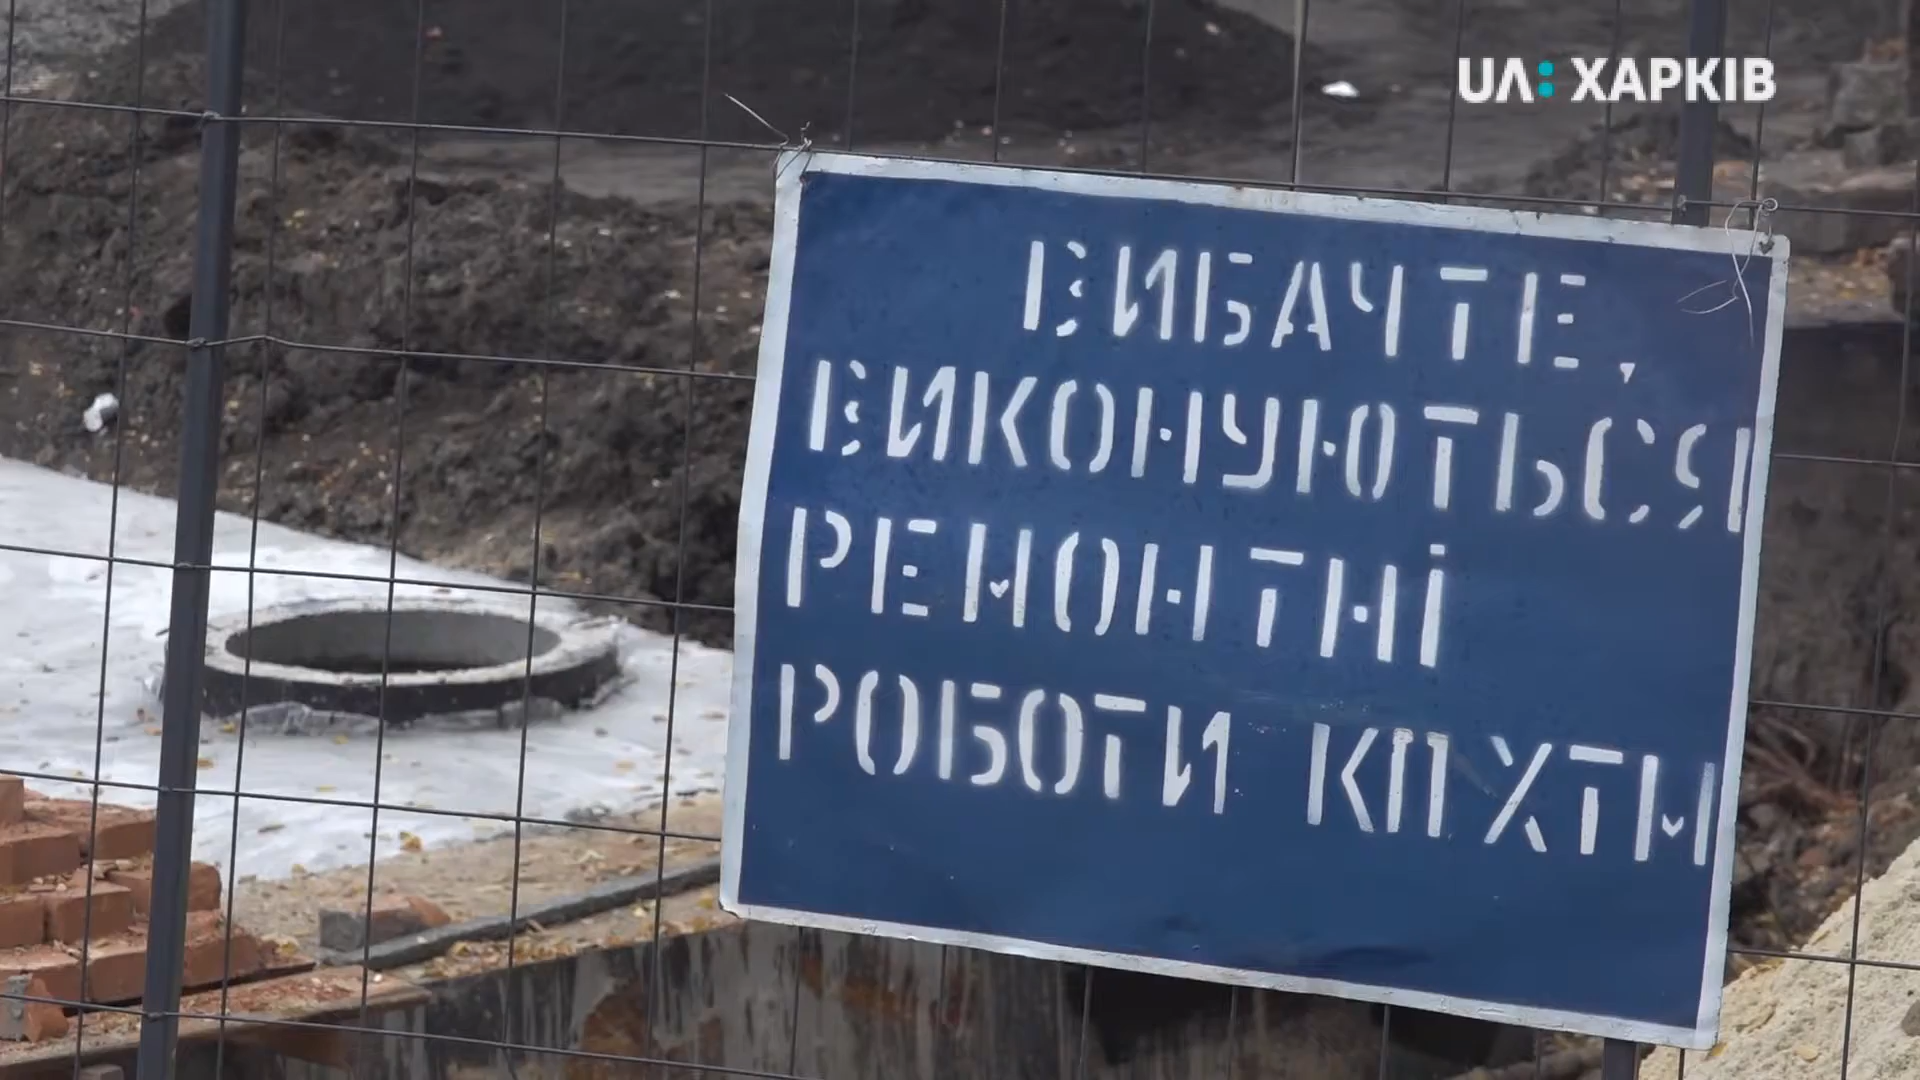 UA: ХАРКІВ
ВИБАЧТЕ,
ВИКОНУЮТЬСЯ
РЕМОНТНІ
РОБОТИ КПХТМ